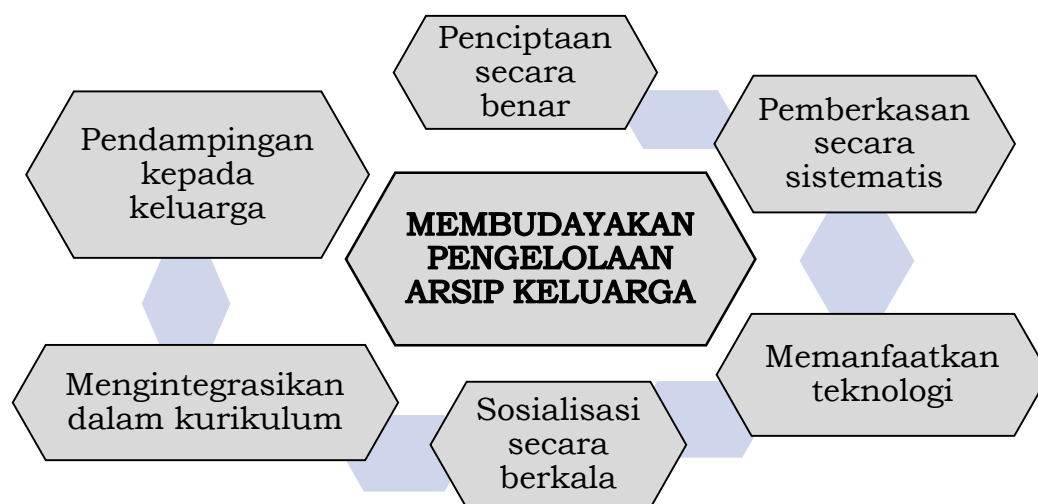 Penciptaan
secara
benar
Pemberkasan
secara
sistematis
Memanfaatkan
teknologi
Sosialisasi
secara
berkala
Mengintegrasikan
dalam kurikulum
Pendampingan
kepada
keluarga
MEMBUDAYAKAN
PENGELOLAAN
ARSIP KELUARGA